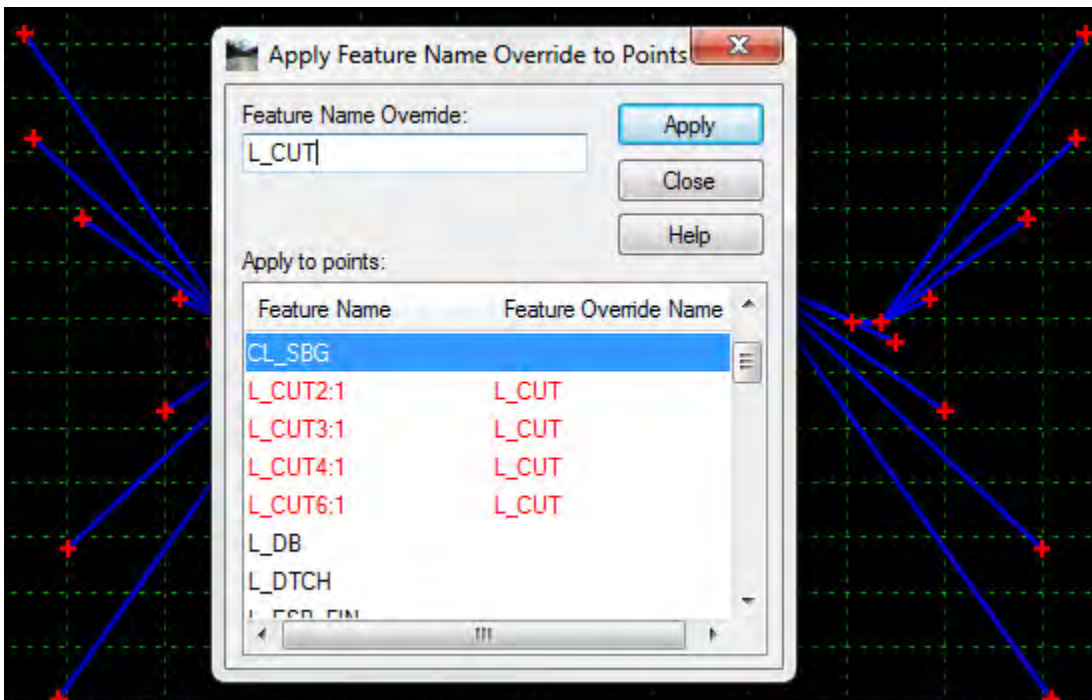 Apply Feature Name Override to Points
Feature Name Override:
L_CUT
Apply
Close
Help
Apply to points:
Feature Name Feature Override Name
CL_SBG
L_CUT2:1 L_CUT
L_CUT3:1 L_CUT
L_CUT4:1 L_CUT
L_CUT6:1 L_CUT
L_DB
L_DTCH